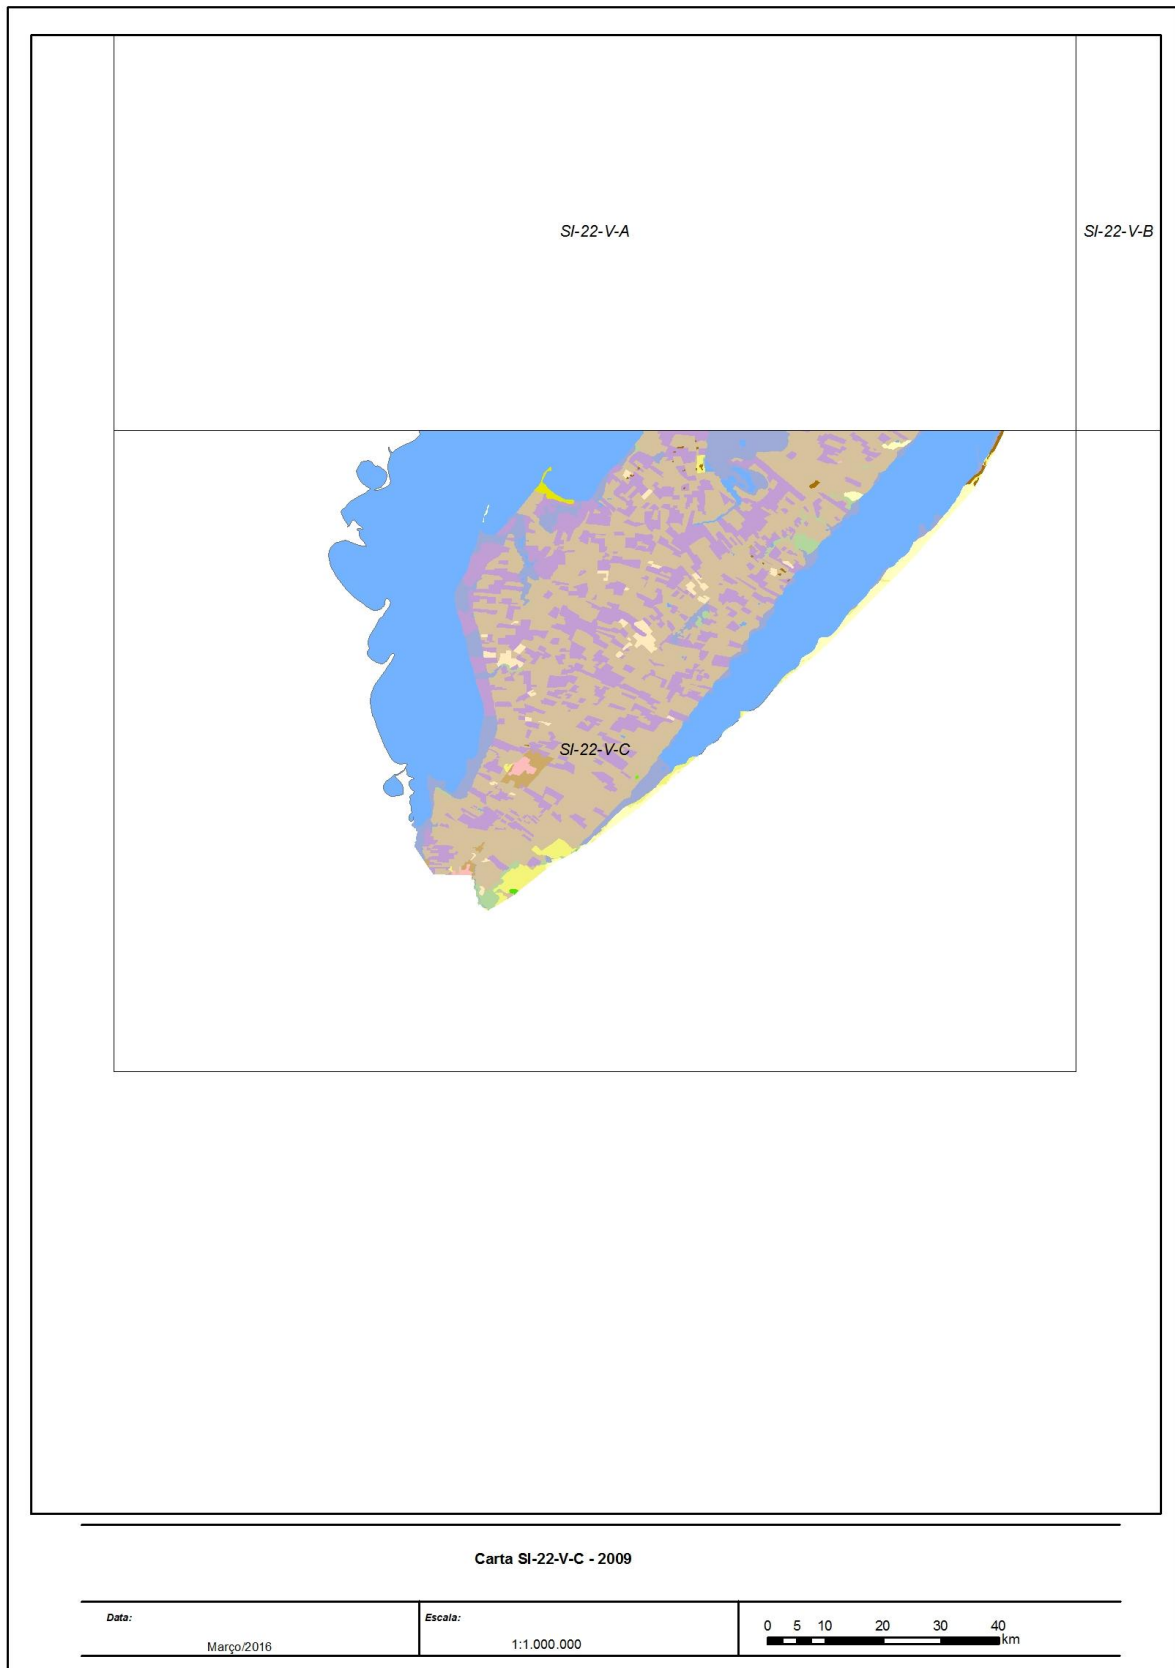 SI-22-V-A
SI-22-V-B
SI-22-V-C
Carta SI-22-V-C - 2009
Data:
Março/2016
Escala:
1:1.000.000
0 5 10 20 30 40
km